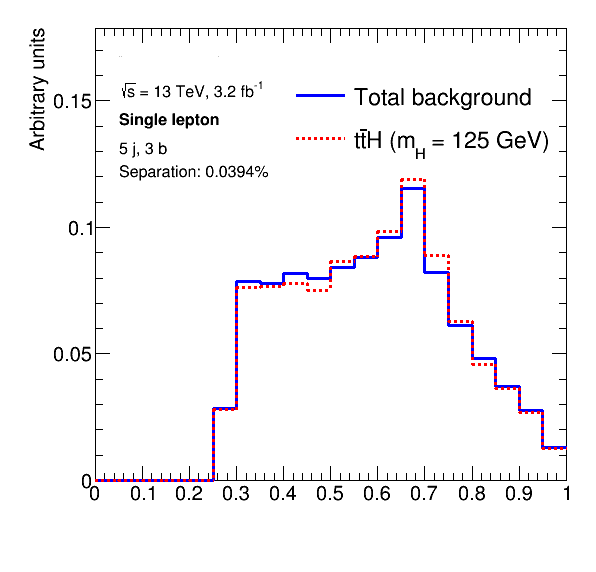 Arbitrary units
√s = 13 TeV, 3.2 fb⁻¹
Single lepton
5 j, 3 b
Separation: 0.0394%
Total background
tt̄H (m_H = 125 GeV)
0.15
0.1
0.05
0
0 0.1 0.2 0.3 0.4 0.5 0.6 0.7 0.8 0.9 1